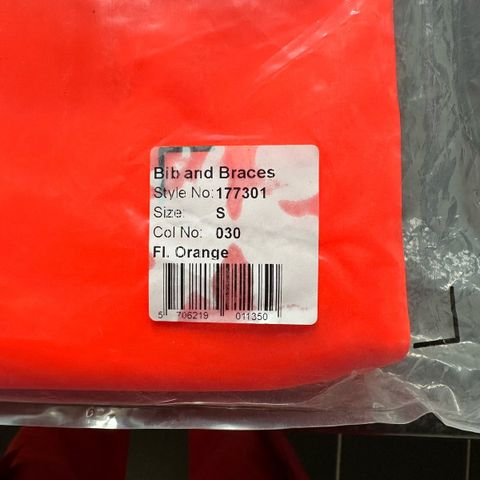 Bib and Braces
Style No: 177301
Size: S
Col No: 030
Fl. Orange
5 706219 011350